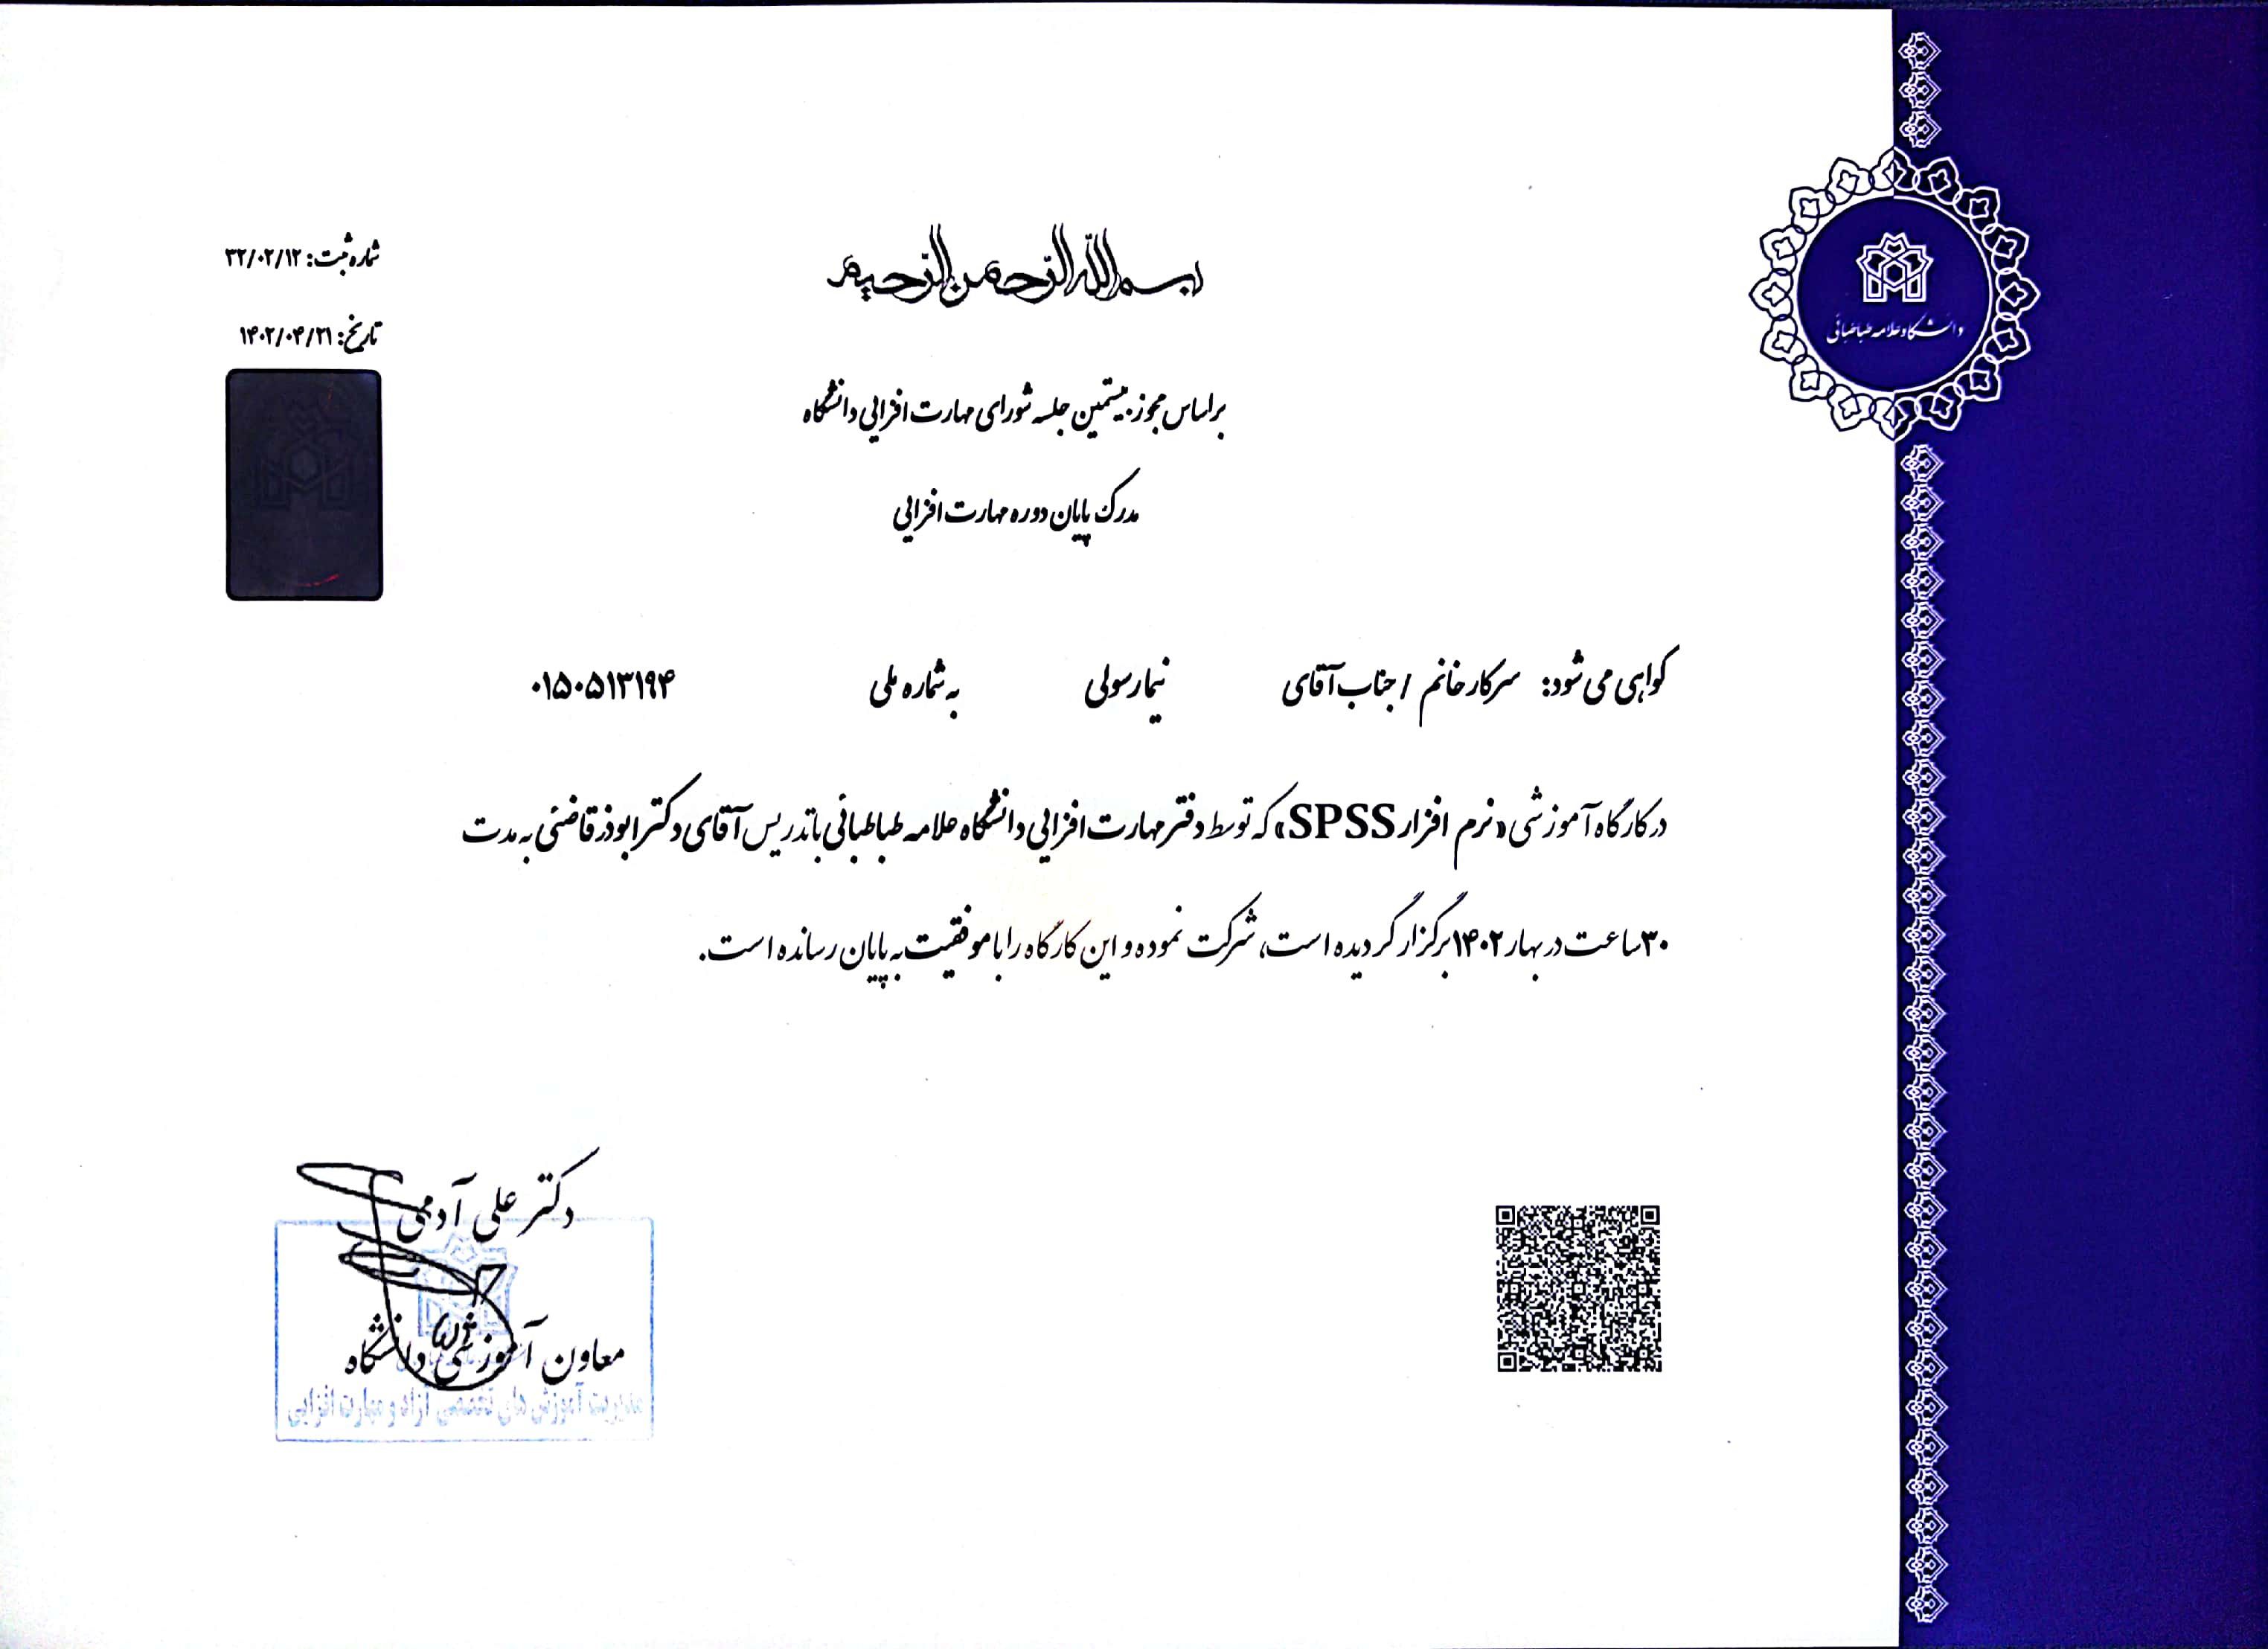 دانشگاه علامه طباطبائی
بسم الله الرحمن الرحیم
شماره ثبت: ۳۲/۰۲/۱۲
تاریخ: ۱۴۰۲/۰۴/۲۱
براساس مجوز بیستمین جلسه شورای مهارت افزایی دانشگاه
مدرک پایان دوره مهارت افزایی
گواهی می شود: سرکار خانم / جناب آقای نیما رسولی به شماره ملی ۰۱۵۰۵۱۳۱۹۴
در کارگاه آموزشی «نرم افزار SPSS» که توسط دفتر مهارت افزایی دانشگاه علامه طباطبائی با تدریس آقای دکتر ابوذر قاضئی به مدت
۳۰ ساعت در بهار ۱۴۰۲ برگزار گردیده است، شرکت نموده و این کارگاه را با موفقیت به پایان رسانده است.
دکتر علی آدمی
معاون آموزشی دانشگاه
مدیریت آموزش های تخصصی آزاد و مهارت افزایی